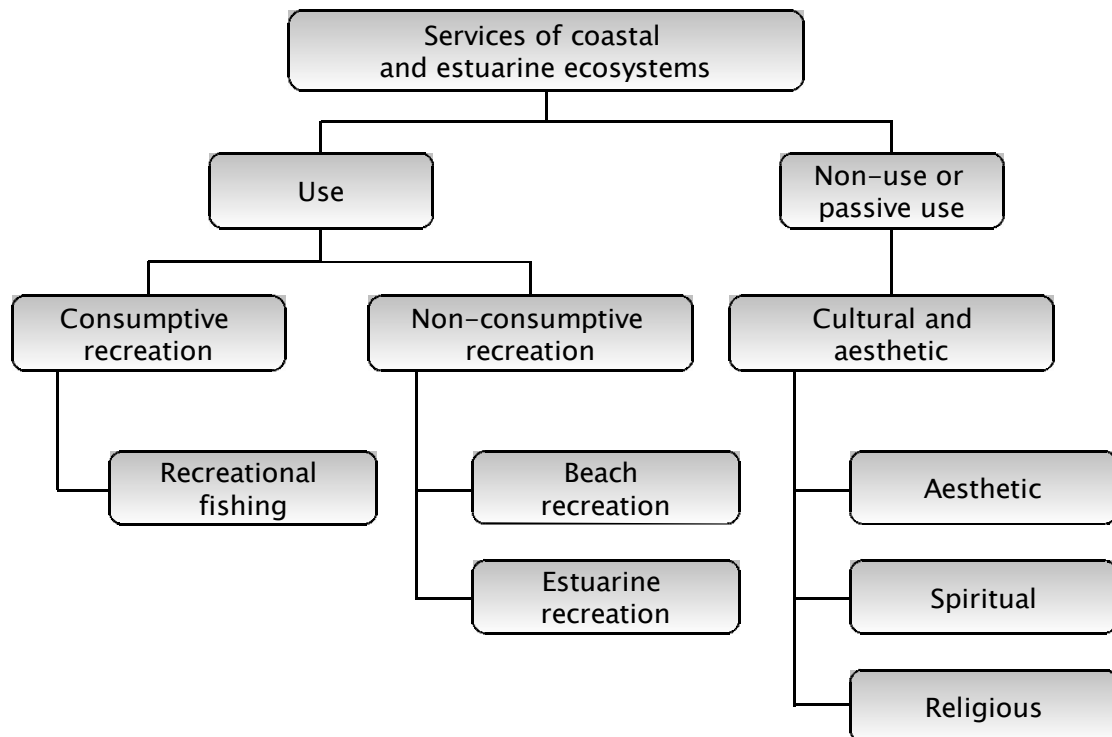 Services of coastal
and estuarine ecosystems
Use
Non-use or
passive use
Consumptive
recreation
Non-consumptive
recreation
Cultural and
aesthetic
Recreational
fishing
Beach
recreation
Aesthetic
Estuarine
recreation
Spiritual
Religious